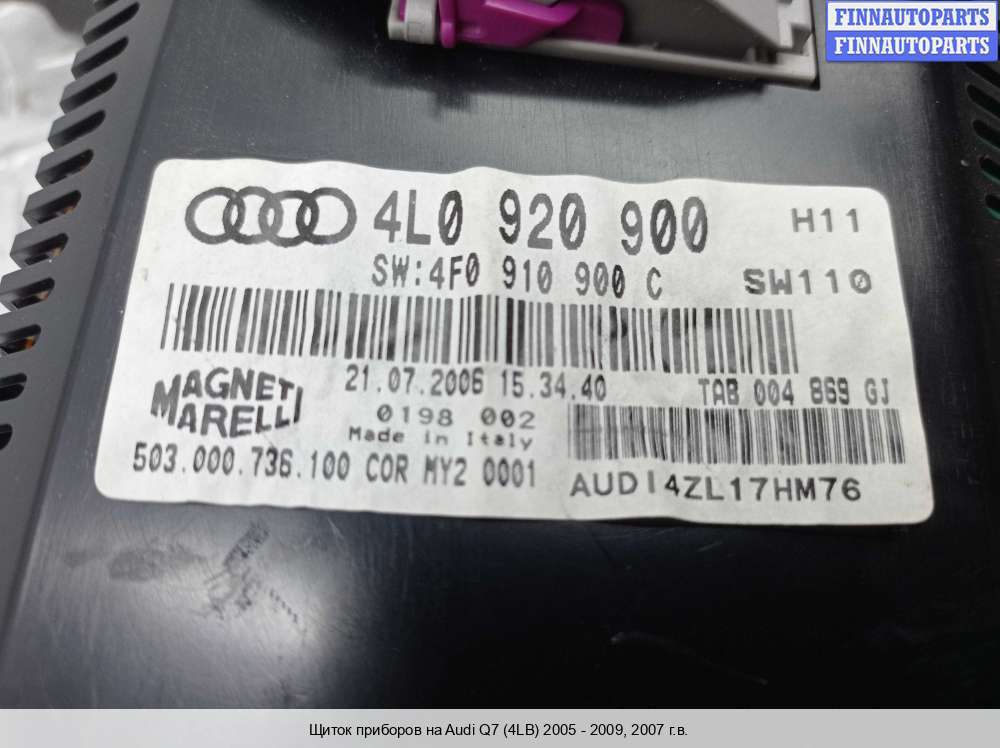 FINNAUTOPARTS
FINNAUTOPARTS
4L0 920 900 H11
SW:4F0 910 900 C SW110
MAGNETI MARELLI
21.07.2006 15.34.40 TAB 004 869 GJ
0198 002
Made in Italy
503.000.736.100 COR MY2 0001
AUDI4ZL17HM76
Щиток приборов на Audi Q7 (4LB) 2005 - 2009, 2007 г.в.